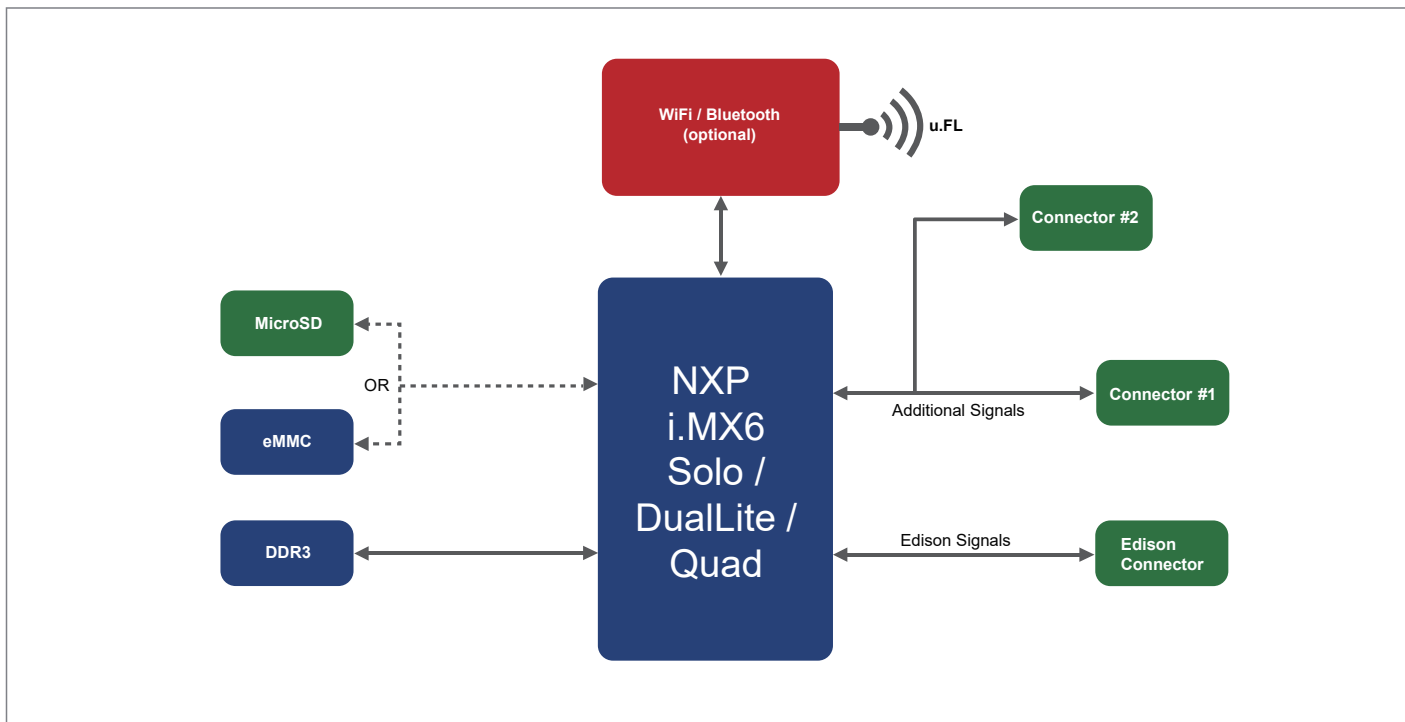 WiFi / Bluetooth
(optional)
u.FL
Connector #2
MicroSD
OR
eMMC
DDR3
NXP
i.MX6
Solo /
DualLite /
Quad
Connector #1
Additional Signals
Edison Signals
Edison
Connector